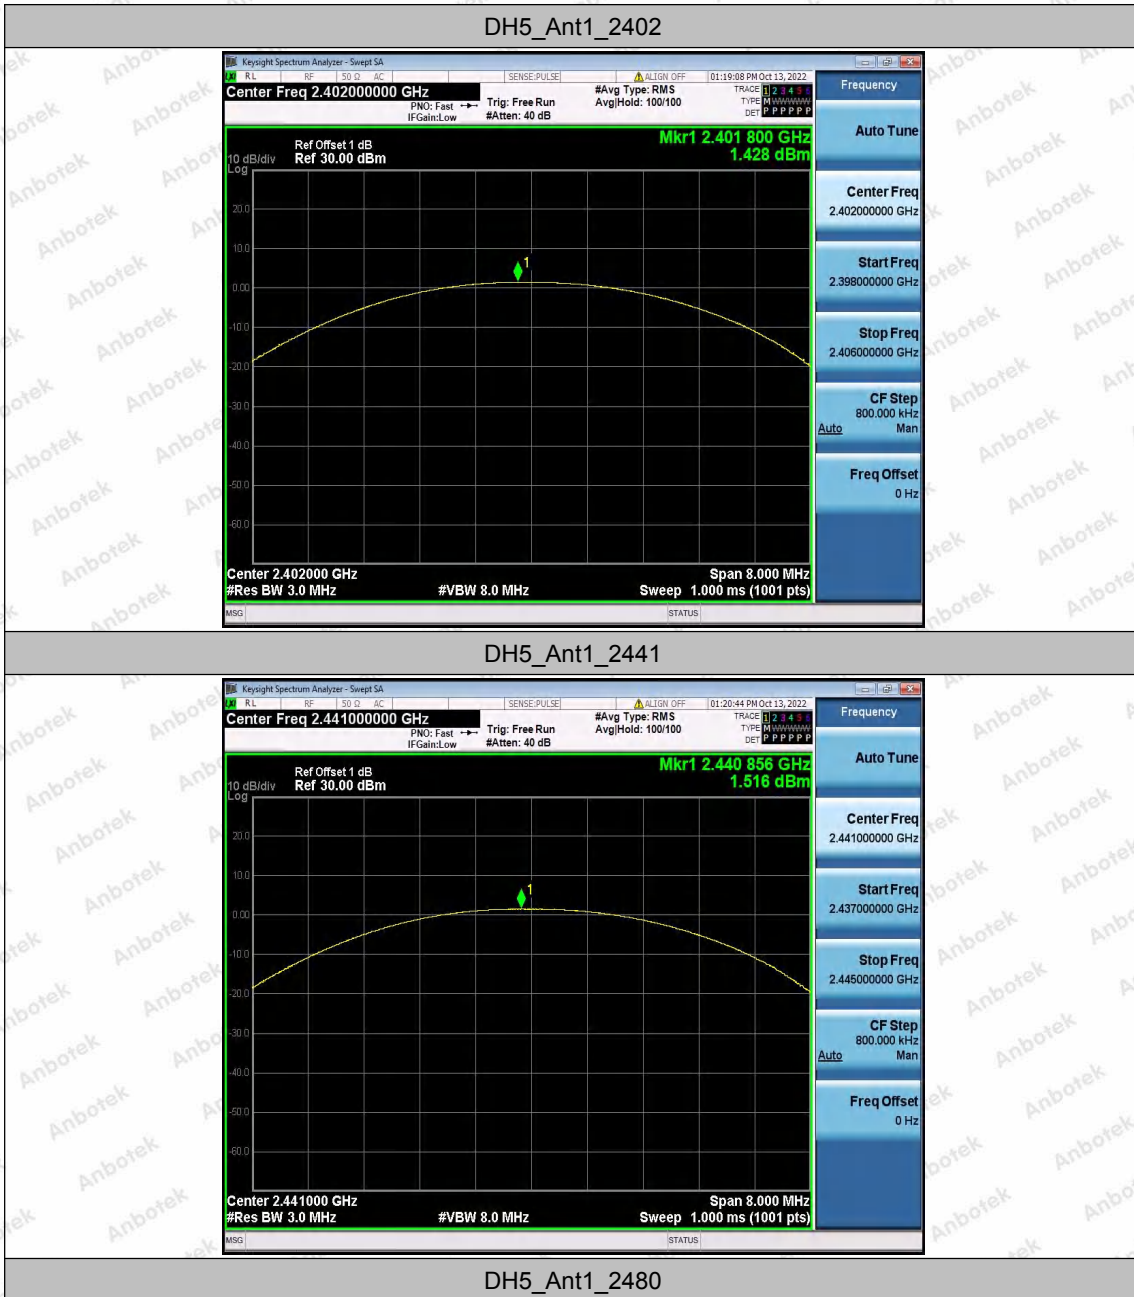 DH5_Ant1_2402
Keysight Spectrum Analyzer - Swept SA
LXI RL RF 50 Ω AC SENSE:PULSE ALIGN OFF 01:19:08 PM Oct 13, 2022
Center Freq 2.402000000 GHz
PNO: Fast
IFGain:Low
Trig: Free Run
#Atten: 40 dB
#Avg Type: RMS
Avg|Hold: 100/100
TRACE 1 2 3 4 5 6
TYPE M WWWWW
DET P P P P P P
Mkr1 2.401 800 GHz
1.428 dBm
Ref Offset 1 dB
10 dB/div Ref 30.00 dBm
Log
20.0
10.0
1
0.00
-10.0
-20.0
-30.0
-40.0
-50.0
-60.0
Center 2.402000 GHz Span 8.000 MHz
#Res BW 3.0 MHz #VBW 8.0 MHz Sweep 1.000 ms (1001 pts)
MSG STATUS
Frequency
Auto Tune
Center Freq
2.402000000 GHz
Start Freq
2.398000000 GHz
Stop Freq
2.406000000 GHz
CF Step
800.000 kHz
Auto Man
Freq Offset
0 Hz
DH5_Ant1_2441
Keysight Spectrum Analyzer - Swept SA
LXI RL RF 50 Ω AC SENSE:PULSE ALIGN OFF 01:20:44 PM Oct 13, 2022
Center Freq 2.441000000 GHz
PNO: Fast
IFGain:Low
Trig: Free Run
#Atten: 40 dB
#Avg Type: RMS
Avg|Hold: 100/100
TRACE 1 2 3 4 5 6
TYPE M WWWWW
DET P P P P P P
Mkr1 2.440 856 GHz
1.516 dBm
Ref Offset 1 dB
10 dB/div Ref 30.00 dBm
Log
20.0
10.0
1
0.00
-10.0
-20.0
-30.0
-40.0
-50.0
-60.0
Center 2.441000 GHz Span 8.000 MHz
#Res BW 3.0 MHz #VBW 8.0 MHz Sweep 1.000 ms (1001 pts)
MSG STATUS
Frequency
Auto Tune
Center Freq
2.441000000 GHz
Start Freq
2.437000000 GHz
Stop Freq
2.445000000 GHz
CF Step
800.000 kHz
Auto Man
Freq Offset
0 Hz
DH5_Ant1_2480
Anbotek